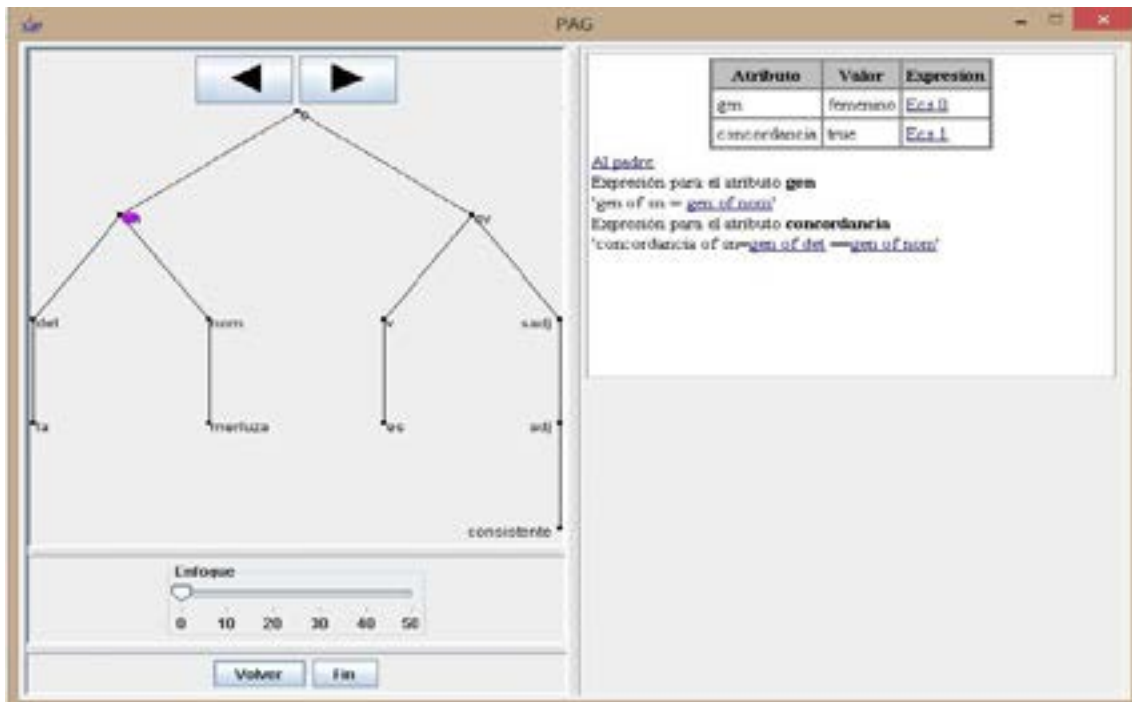 PAG
Atributo Valor Expresion
gen femenino Ecs.0
concordancia true Ecs.1
Al padre
Expresión para el atributo gen
'gen of sn = gen of nom'
Expresión para el atributo concordancia
'concordancia of sn=gen of det ==gen of nom'
o
sv
det nom v sadj
la merluza es adj
consistente
Enfoque
0 10 20 30 40 50
Volver Fin